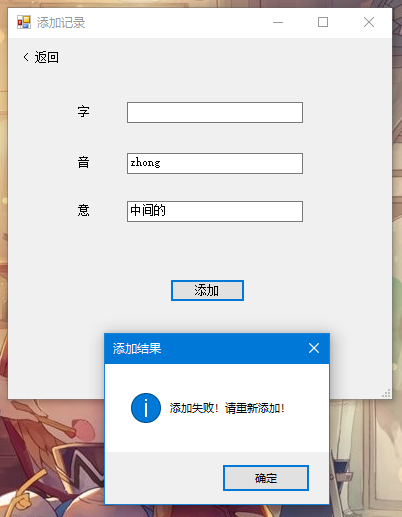 添加记录
< 返回
字
音 zhong
意 中间的
添加
添加结果
添加失败！请重新添加！
确定